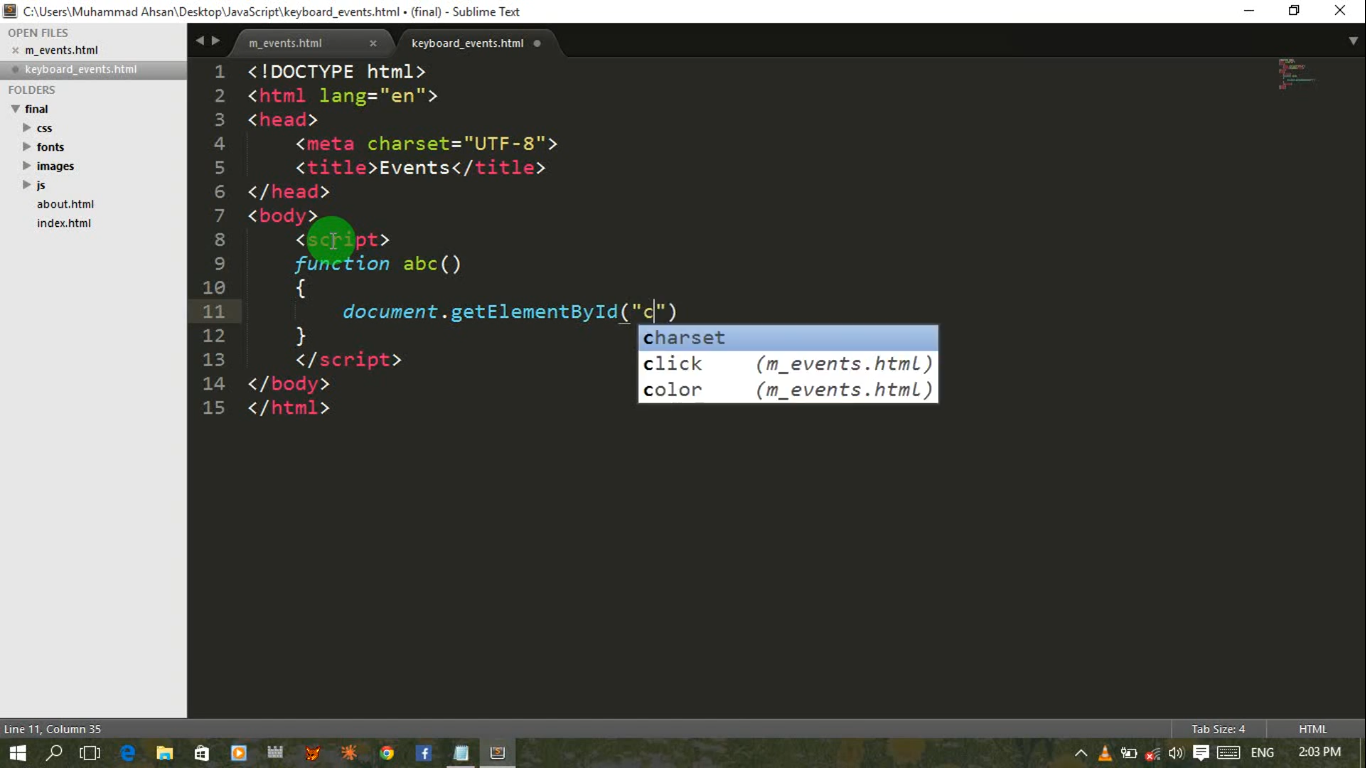 C:\Users\Muhammad Ahsan\Desktop\JavaScript\keyboard_events.html • (final) - Sublime Text
OPEN FILES
m_events.html
keyboard_events.html
FOLDERS
final
css
fonts
images
js
about.html
index.html
m_events.html
keyboard_events.html
1 <!DOCTYPE html>
2 <html lang="en">
3 <head>
4 <meta charset="UTF-8">
5 <title>Events</title>
6 </head>
7 <body>
8 <script>
9 function abc()
10 {
11 document.getElementById("c")
charset
click (m_events.html)
color (m_events.html)
12 }
13 </script>
14 </body>
15 </html>
Line 11, Column 35
Tab Size: 4
HTML
ENG
2:03 PM